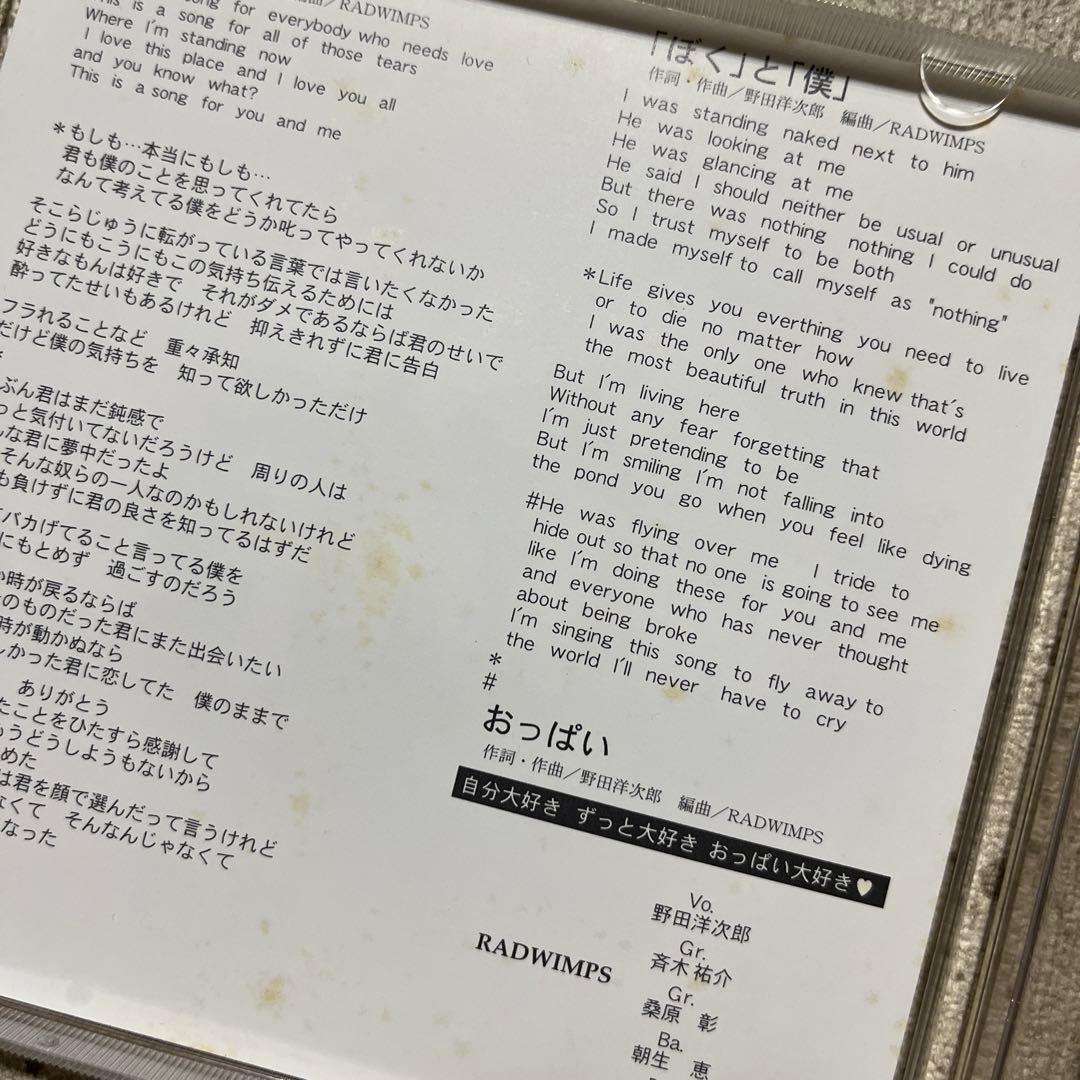 編曲／RADWIMPS
song for everybody who needs love
This is a song for all of those tears
Where I'm standing now
I love this place and I love you all
and you know what?
This is a song for you and me
*もしも…本当にもしも…
君も僕のことを思ってくれてたら
なんて考えてる僕をどうか叱ってやってくれないか
そこらじゅうに転がっている言葉では言いたくなかった
どうにもこうにもこの気持ち伝えるためには
好きなもんは好きで それがダメであるならば君のせいで
酔ってたせいもあるけれど 抑えきれずに君に告白
フラれることなど 重々承知
だけど僕の気持ちを 知って欲しかっただけ
ぶん君はまだ鈍感で
っと気付いてないだろうけど 周りの人は
な君に夢中だったよ
そんな奴らの一人なのかもしれないけれど
も負けずに君の良さを知ってるはずだ
バカげてること言ってる僕を
にもとめず 過ごすのだろう
時が戻るならば
のものだった君にまた出会いたい
時が動かぬなら
しかった君に恋してた 僕のままで
ありがとう
たことをひたすら感謝して
うどうしようもないから
めた
は君を顔で選んだって言うけれど
なくて そんなんじゃなくて
なった
「ぼく」と「僕」
作詞・作曲／野田洋次郎 編曲／RADWIMPS
I was standing naked next to him
He was looking at me
He was glancing at me
He said I should neither be usual or unusual
But there was nothing nothing I could do
So I trust myself to be both
I made myself to call myself as "nothing"
*Life gives you everthing you need to live
or to die no matter how
I was the only one who knew that's
the most beautiful truth in this world
But I'm living here
Without any fear forgetting that
I'm just pretending to be
But I'm smiling I'm not falling into
the pond you go when you feel like dying
#He was flying over me I tride to
hide out so that no one is going to see me
like I'm doing these for you and me
and everyone who has never thought
about being broke
I'm singing this song to fly away to
the world I'll never have to cry
*
#
おっぱい
作詞・作曲／野田洋次郎 編曲／RADWIMPS
自分大好き ずっと大好き おっぱい大好き♥
RADWIMPS
Vo.
野田洋次郎
Gr.
斉木 祐介
Gr.
桑原 彰
Ba.
朝生 恵